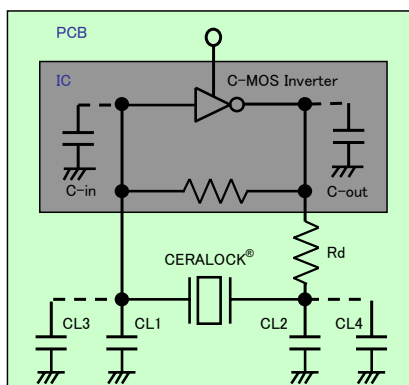 PCB
IC
C-MOS Inverter
C-in
C-out
Rd
CERALOCK®
CL3
CL1
CL2
CL4